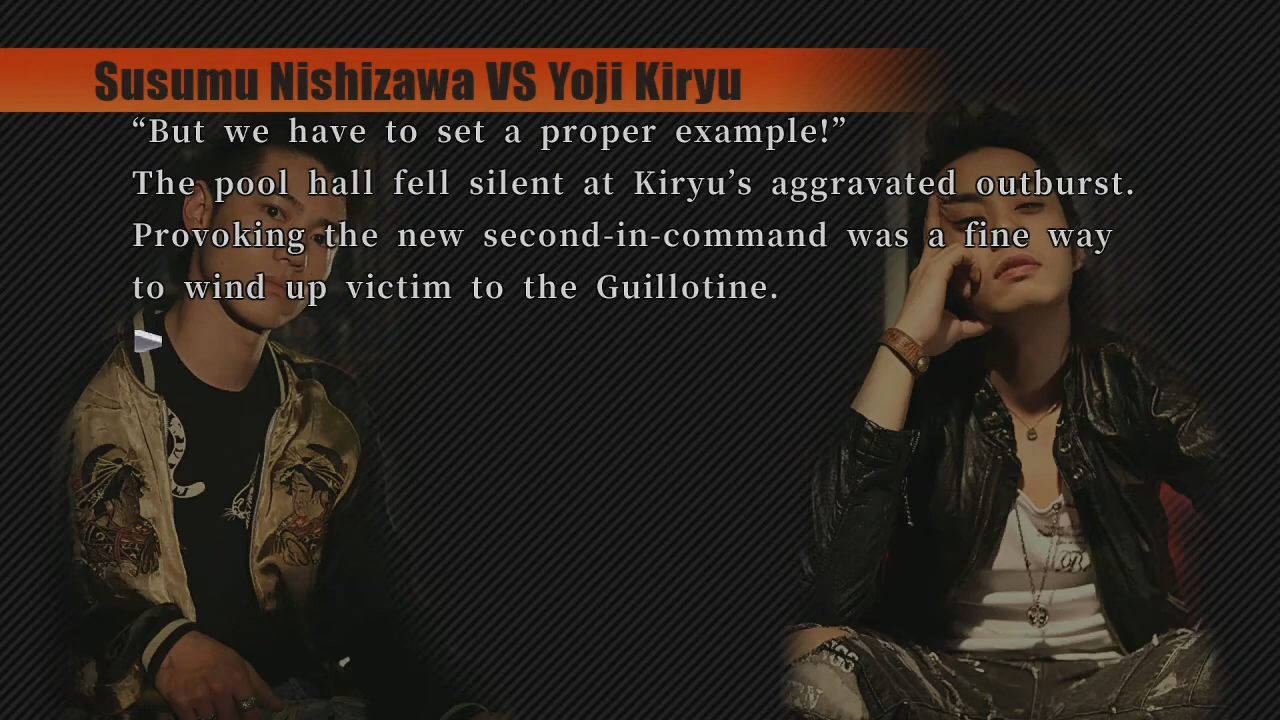 Susumu Nishizawa VS Yoji Kiryu
“But we have to set a proper example!”
The pool hall fell silent at Kiryu’s aggravated outburst.
Provoking the new second-in-command was a fine way
to wind up victim to the Guillotine.